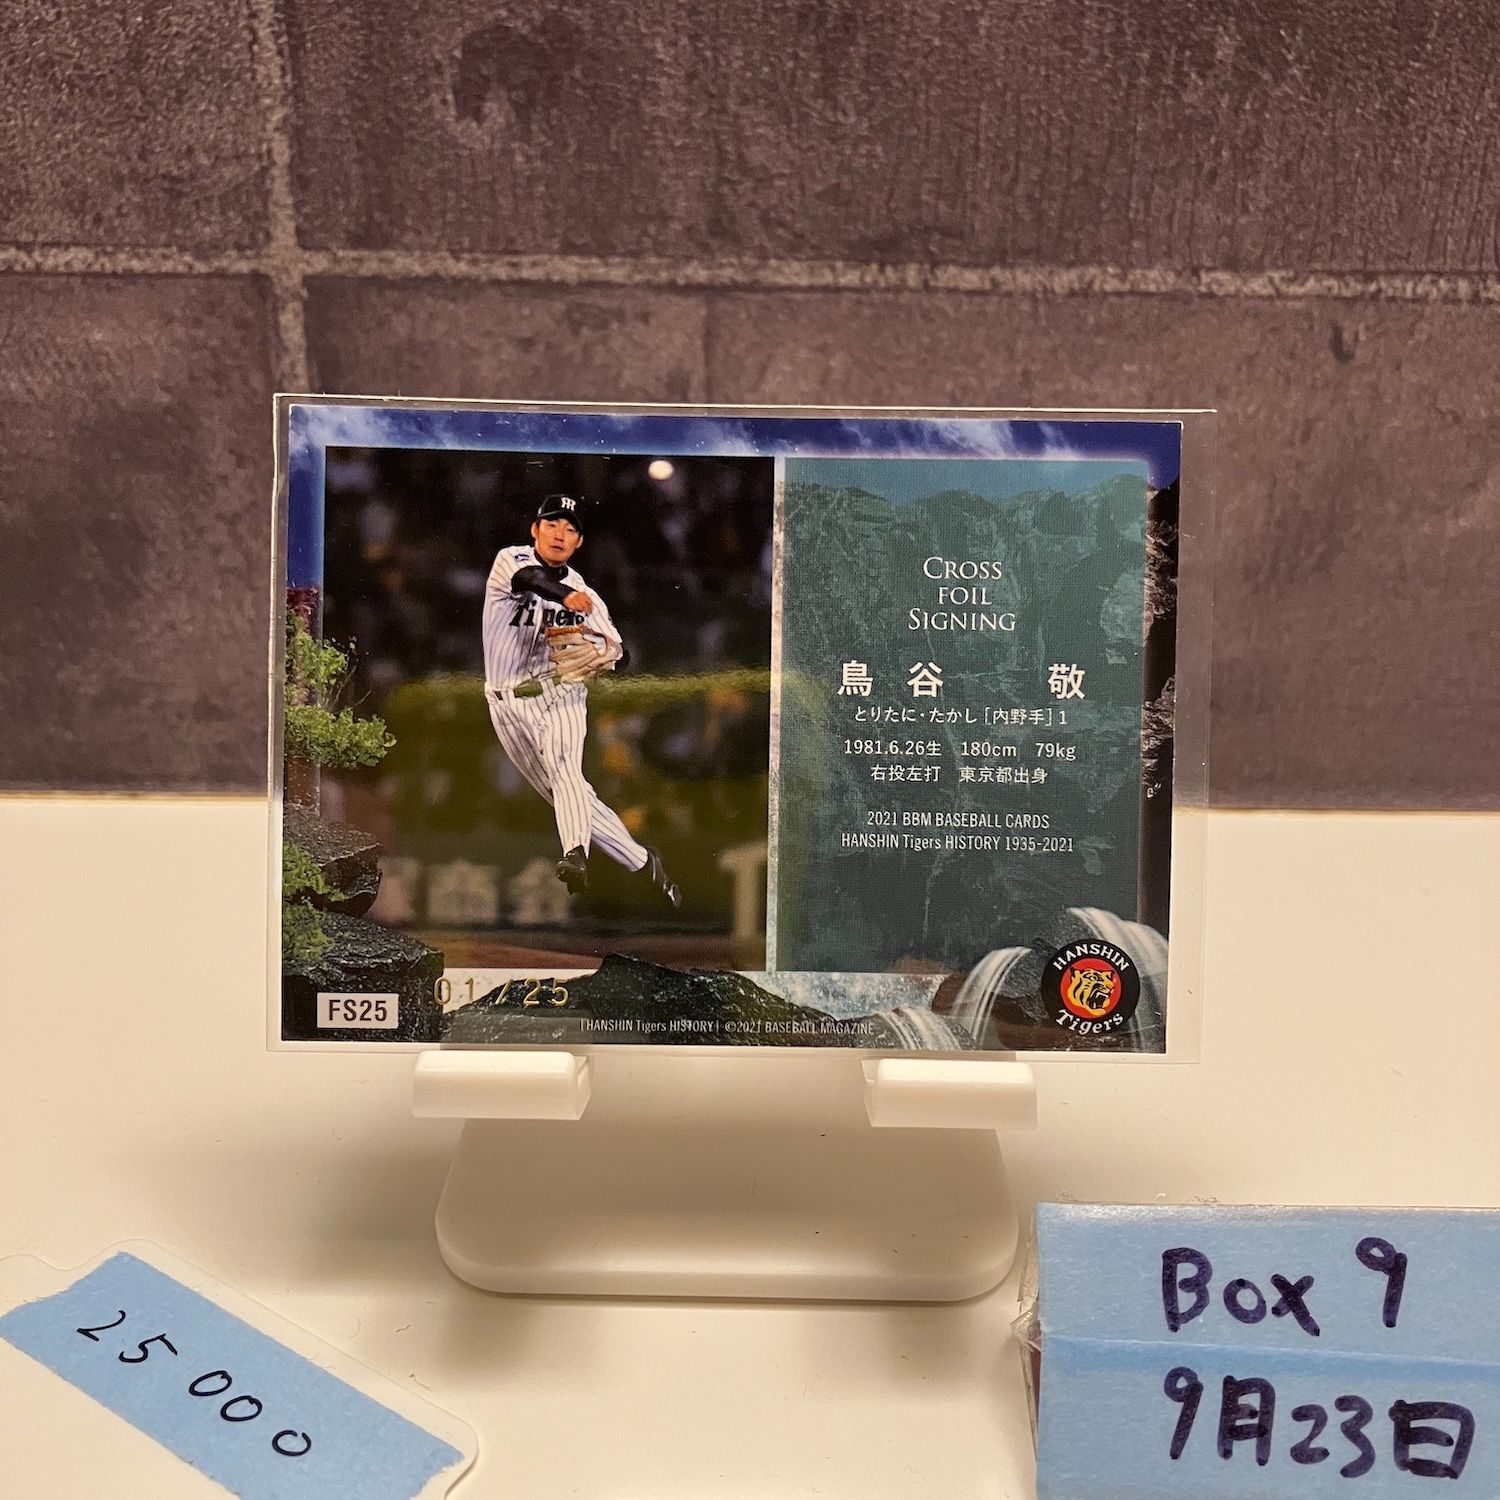 Tigers
CROSS
FOIL
SIGNING
鳥谷 敬
とりたに・たかし［内野手］1
1981.6.26生 180cm 79kg
右投左打 東京都出身
2021 BBM BASEBALL CARDS
HANSHIN Tigers HISTORY 1935-2021
HANSHIN
Tigers
FS25
01/25
|HANSHIN Tigers HISTORY| ©2021 BASEBALL MAGAZINE
25000
Box 9
9月23日